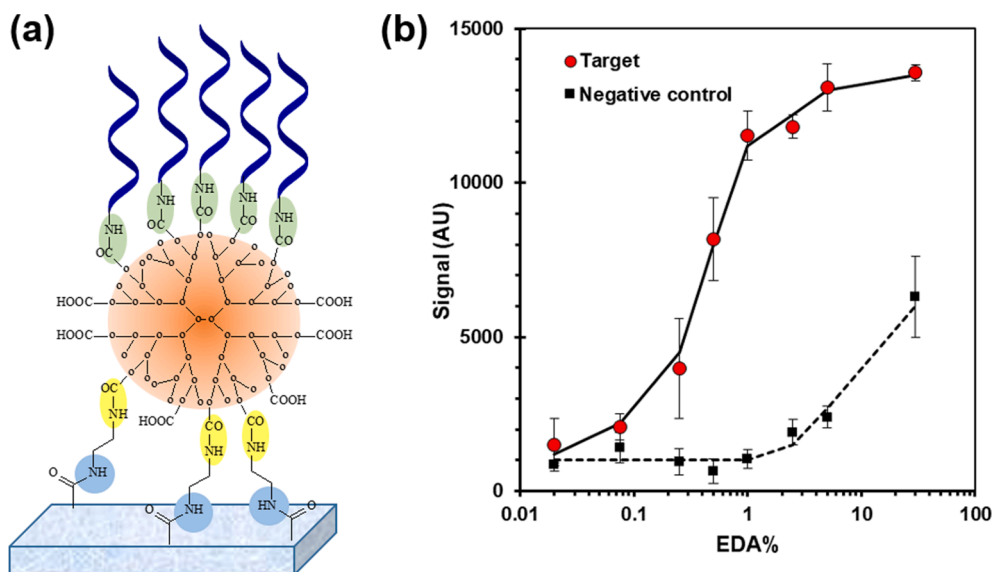 (a)
(b)
NH
CO
NH
OC
NH
CO
NH
CO
NH
CO
HOOC
COOH
HOOC
COOH
O-O
OC
NH
HOOC
COOH
CO
NH
CO
NH
O
NH
O
NH
HN
O
15000
10000
5000
0
Signal (AU)
Target
Negative control
0.01
0.1
1
10
100
EDA%